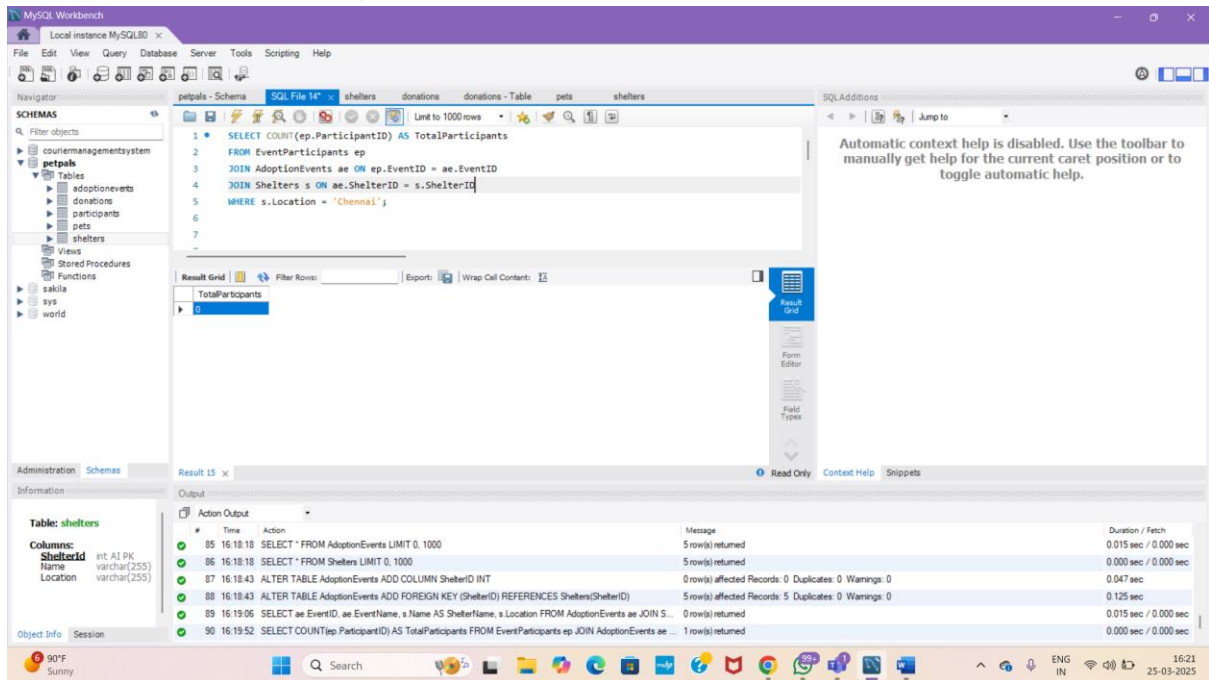 MySQL Workbench
Local instance MySQL80 ×
File Edit View Query Database Server Tools Scripting Help
Navigator
SCHEMAS
Filter objects
couriermanagementsystem
petpals
Tables
adoptionevents
donations
participants
pets
shelters
Views
Stored Procedures
Functions
sakila
sys
world
Administration Schemas
Information
Table: shelters
Columns:
ShelterId int AI PK
Name varchar(255)
Location varchar(255)
Object Info Session
petpals - Schema SQL File 14* × shelters donations donations - Table pets shelters
Limit to 1000 rows
1 SELECT COUNT(ep.ParticipantID) AS TotalParticipants
2 FROM EventParticipants ep
3 JOIN AdoptionEvents ae ON ep.EventID = ae.EventID
4 JOIN Shelters s ON ae.ShelterID = s.ShelterID
5 WHERE s.Location = 'Chennai';
6
7
Result Grid Filter Rows: Export: Wrap Cell Content:
TotalParticipants
0
Result Grid
Form Editor
Field Types
Result 15 × Read Only
SQLAdditions
Jump to
Automatic context help is disabled. Use the toolbar to
manually get help for the current caret position or to
toggle automatic help.
Context Help Snippets
Output
Action Output
# Time Action Message Duration / Fetch
85 16:18:18 SELECT * FROM AdoptionEvents LIMIT 0, 1000 5 row(s) returned 0.015 sec / 0.000 sec
86 16:18:18 SELECT * FROM Shelters LIMIT 0, 1000 5 row(s) returned 0.000 sec / 0.000 sec
87 16:18:43 ALTER TABLE AdoptionEvents ADD COLUMN ShelterID INT 0 row(s) affected Records: 0 Duplicates: 0 Warnings: 0 0.047 sec
88 16:18:43 ALTER TABLE AdoptionEvents ADD FOREIGN KEY (ShelterID) REFERENCES Shelters(ShelterID) 5 row(s) affected Records: 5 Duplicates: 0 Warnings: 0 0.125 sec
89 16:19:06 SELECT ae.EventID, ae.EventName, s.Name AS ShelterName, s.Location FROM AdoptionEvents ae JOIN S... 0 row(s) returned 0.015 sec / 0.000 sec
90 16:19:52 SELECT COUNT(ep.ParticipantID) AS TotalParticipants FROM EventParticipants ep JOIN AdoptionEvents ae ... 1 row(s) returned 0.000 sec / 0.000 sec
6 90°F
Sunny
Search
99+
ENG
IN
16:21
25-03-2025